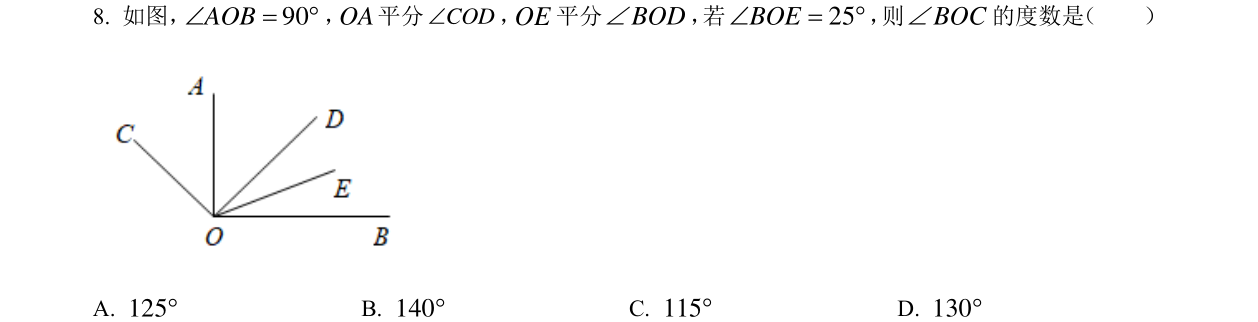 8. 如图，∠AOB = 90°，OA 平分 ∠COD，OE 平分 ∠BOD，若 ∠BOE = 25°，则 ∠BOC 的度数是（　　）
A
D
C
E
O
B
A. 125° B. 140° C. 115° D. 130°